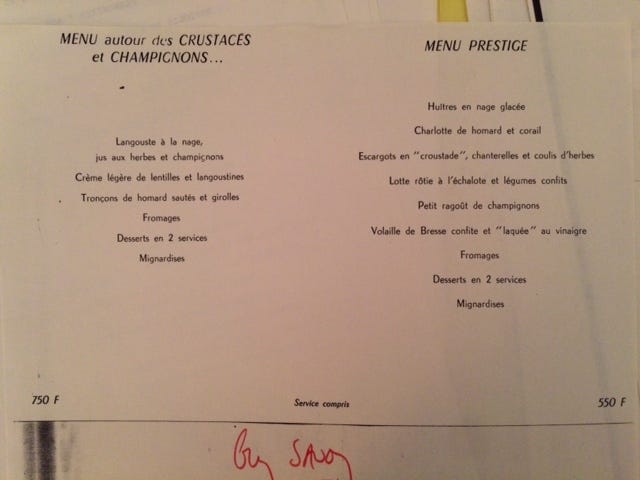 MENU autour des CRUSTACÉS
et CHAMPIGNONS...
Langouste à la nage,
jus aux herbes et champignons
Crème légère de lentilles et langoustines
Tronçons de homard sautés et girolles
Fromages
Desserts en 2 services
Mignardises
750 F
MENU PRESTIGE
Huîtres en nage glacée
Charlotte de homard et corail
Escargots en "croustade", chanterelles et coulis d'herbes
Lotte rôtie à l'échalote et légumes confits
Petit ragoût de champignons
Volaille de Bresse confite et "laquée" au vinaigre
Fromages
Desserts en 2 services
Mignardises
Service compris
550 F
Guy SAVOY